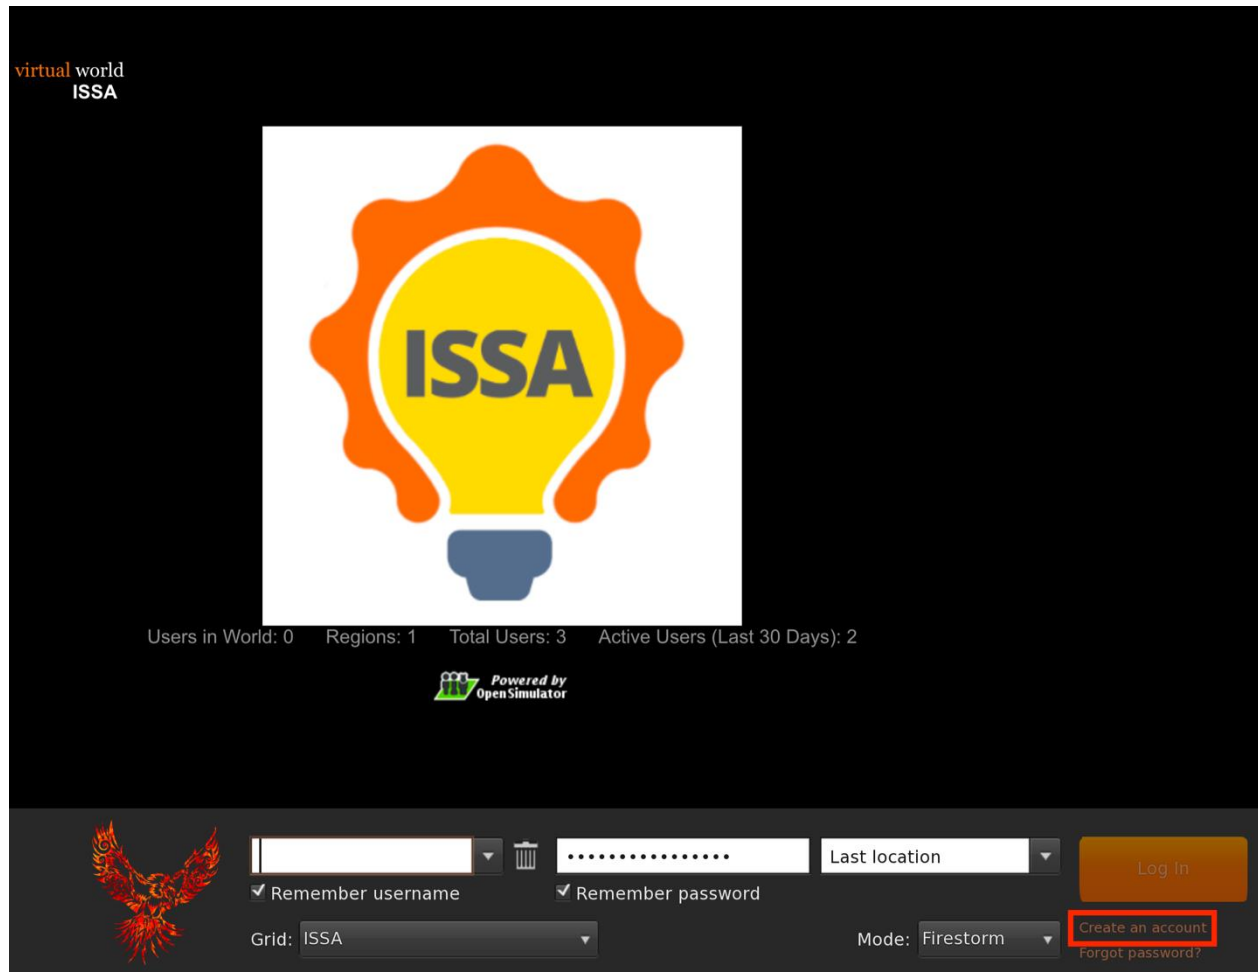 virtual world
ISSA
ISSA
Users in World: 0 Regions: 1 Total Users: 3 Active Users (Last 30 Days): 2
Powered by
OpenSimulator
Last location
Log In
Remember username
Remember password
Create an account
Grid: ISSA
Mode: Firestorm
Forgot password?